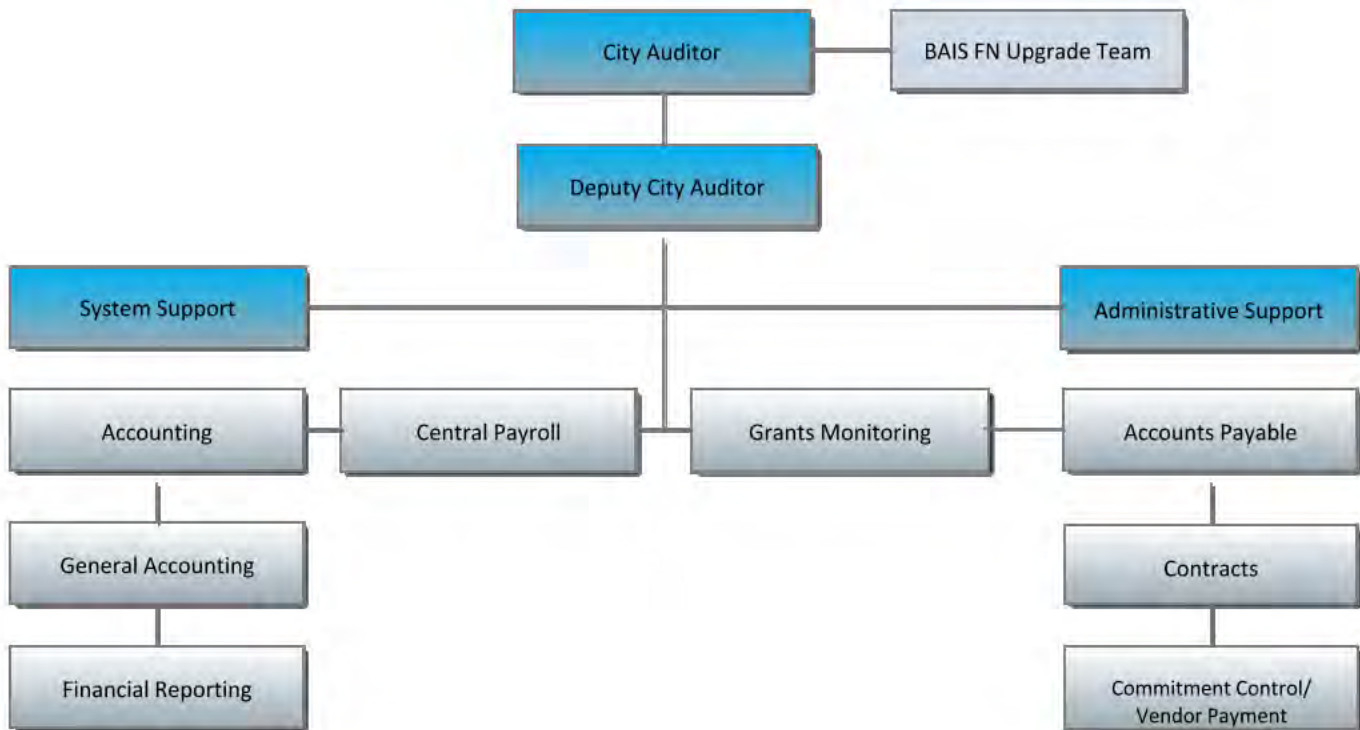 City Auditor
BAIS FN Upgrade Team
Deputy City Auditor
System Support
Administrative Support
Accounting
Central Payroll
Grants Monitoring
Accounts Payable
General Accounting
Contracts
Financial Reporting
Commitment Control/
Vendor Payment